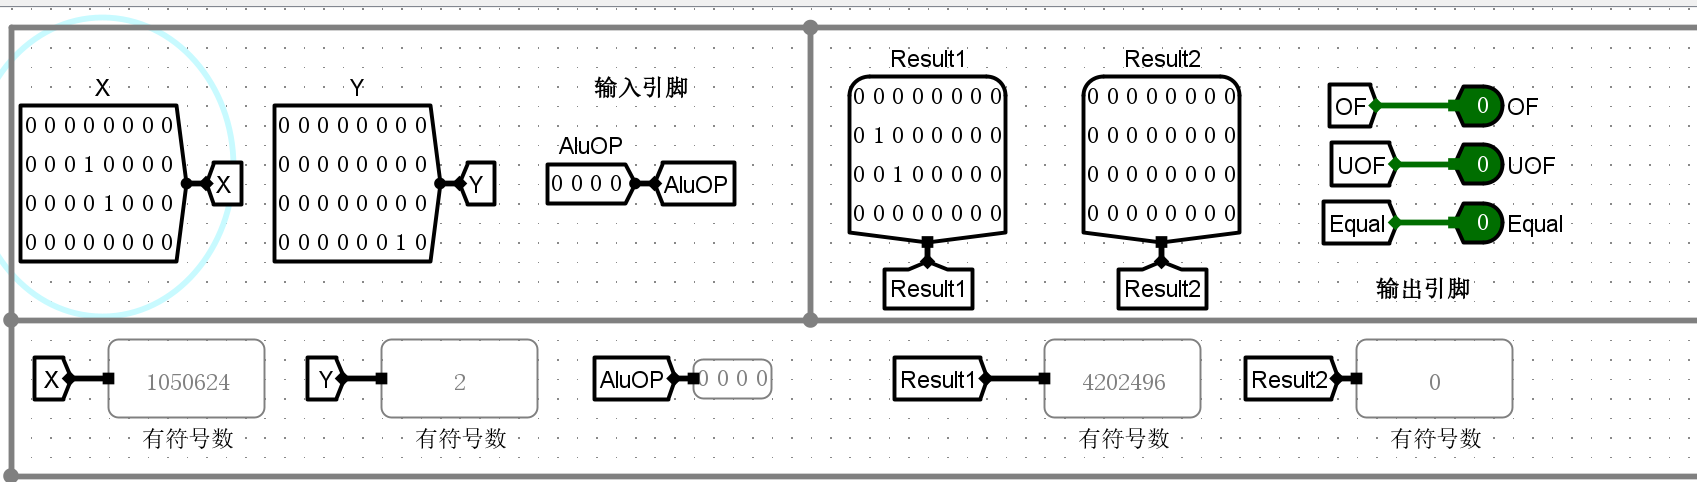 X
0 0 0 0 0 0 0 0
0 0 0 1 0 0 0 0
0 0 0 0 1 0 0 0
0 0 0 0 0 0 0 0
X
Y
0 0 0 0 0 0 0 0
0 0 0 0 0 0 0 0
0 0 0 0 0 0 0 0
0 0 0 0 0 0 1 0
Y
输入引脚
AluOP
0 0 0 0
AluOP
Result1
0 0 0 0 0 0 0 0
0 1 0 0 0 0 0 0
0 0 1 0 0 0 0 0
0 0 0 0 0 0 0 0
Result1
Result2
0 0 0 0 0 0 0 0
0 0 0 0 0 0 0 0
0 0 0 0 0 0 0 0
0 0 0 0 0 0 0 0
Result2
OF 0 OF
UOF 0 UOF
Equal 0 Equal
输出引脚
X 1050624
有符号数
Y 2
有符号数
AluOP 0 0 0 0
Result1 4202496
有符号数
Result2 0
有符号数